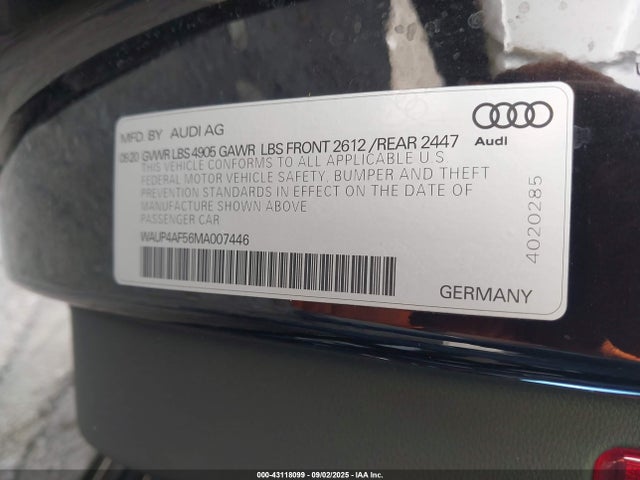 MFD. BY AUDI AG
09.20 GVWR LBS 4905 GAWR LBS FRONT 2612 /REAR 2447
THIS VEHICLE CONFORMS TO ALL APPLICABLE U S
FEDERAL MOTOR VEHICLE SAFETY, BUMPER AND THEFT
PREVENTION STANDARDS IN EFFECT ON THE DATE OF
MANUFACTURE SHOWN ABOVE
PASSENGER CAR
WAUP4AF56MA007446
GERMANY
Audi
4020285
000-43118099 - 09/02/2025 - IAA Inc.